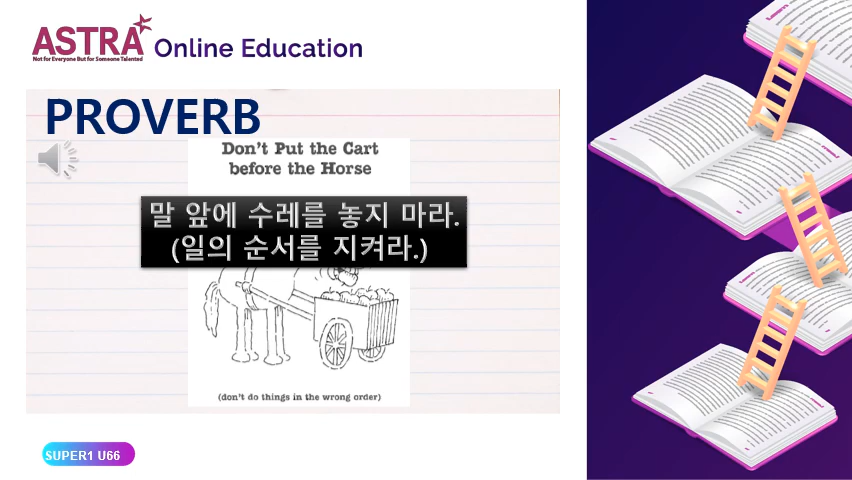 ASTRA
Not for Everyone But for Someone Talented
Online Education
PROVERB
Don't Put the Cart
before the Horse
말 앞에 수레를 놓지 마라.
(일의 순서를 지켜라.)
(don't do things in the wrong order)
SUPER1 U66